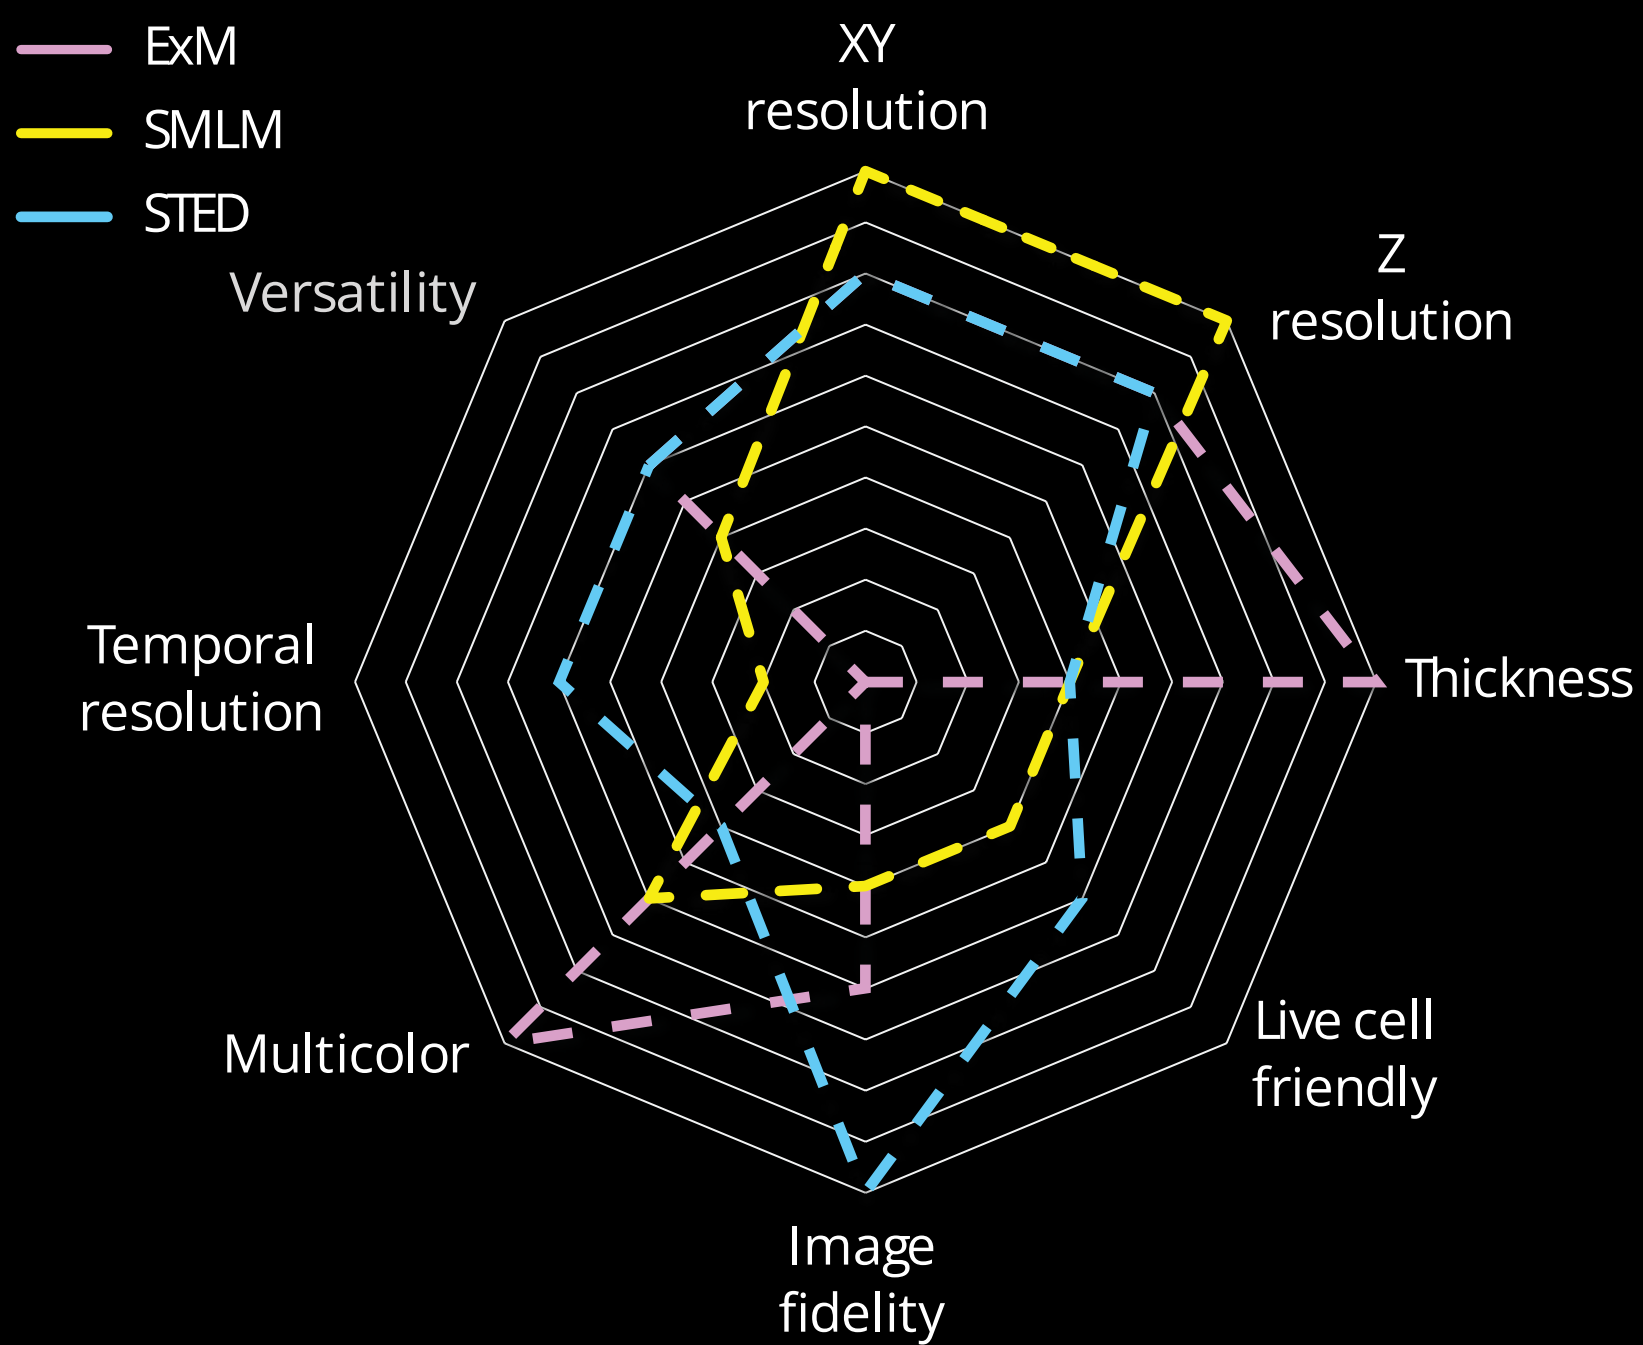 ExM
SMLM
STED
XY
resolution
Z
resolution
Versatility
Temporal
resolution
Thickness
Multicolor
Live cell
friendly
Image
fidelity